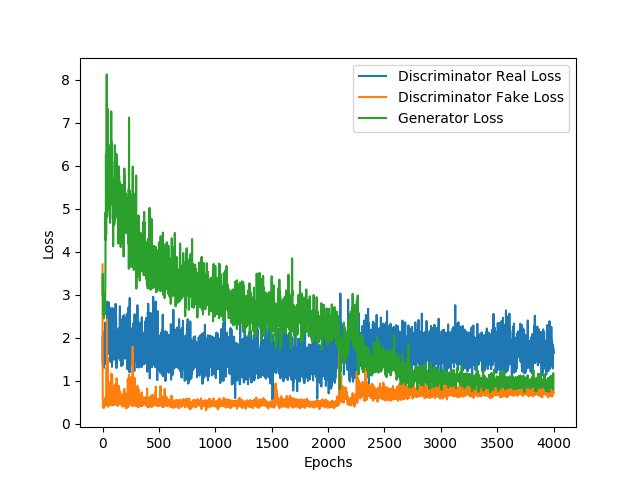 Discriminator Real Loss
Discriminator Fake Loss
Generator Loss
8
7
6
5
4
3
2
1
0
Loss
0 500 1000 1500 2000 2500 3000 3500 4000
Epochs